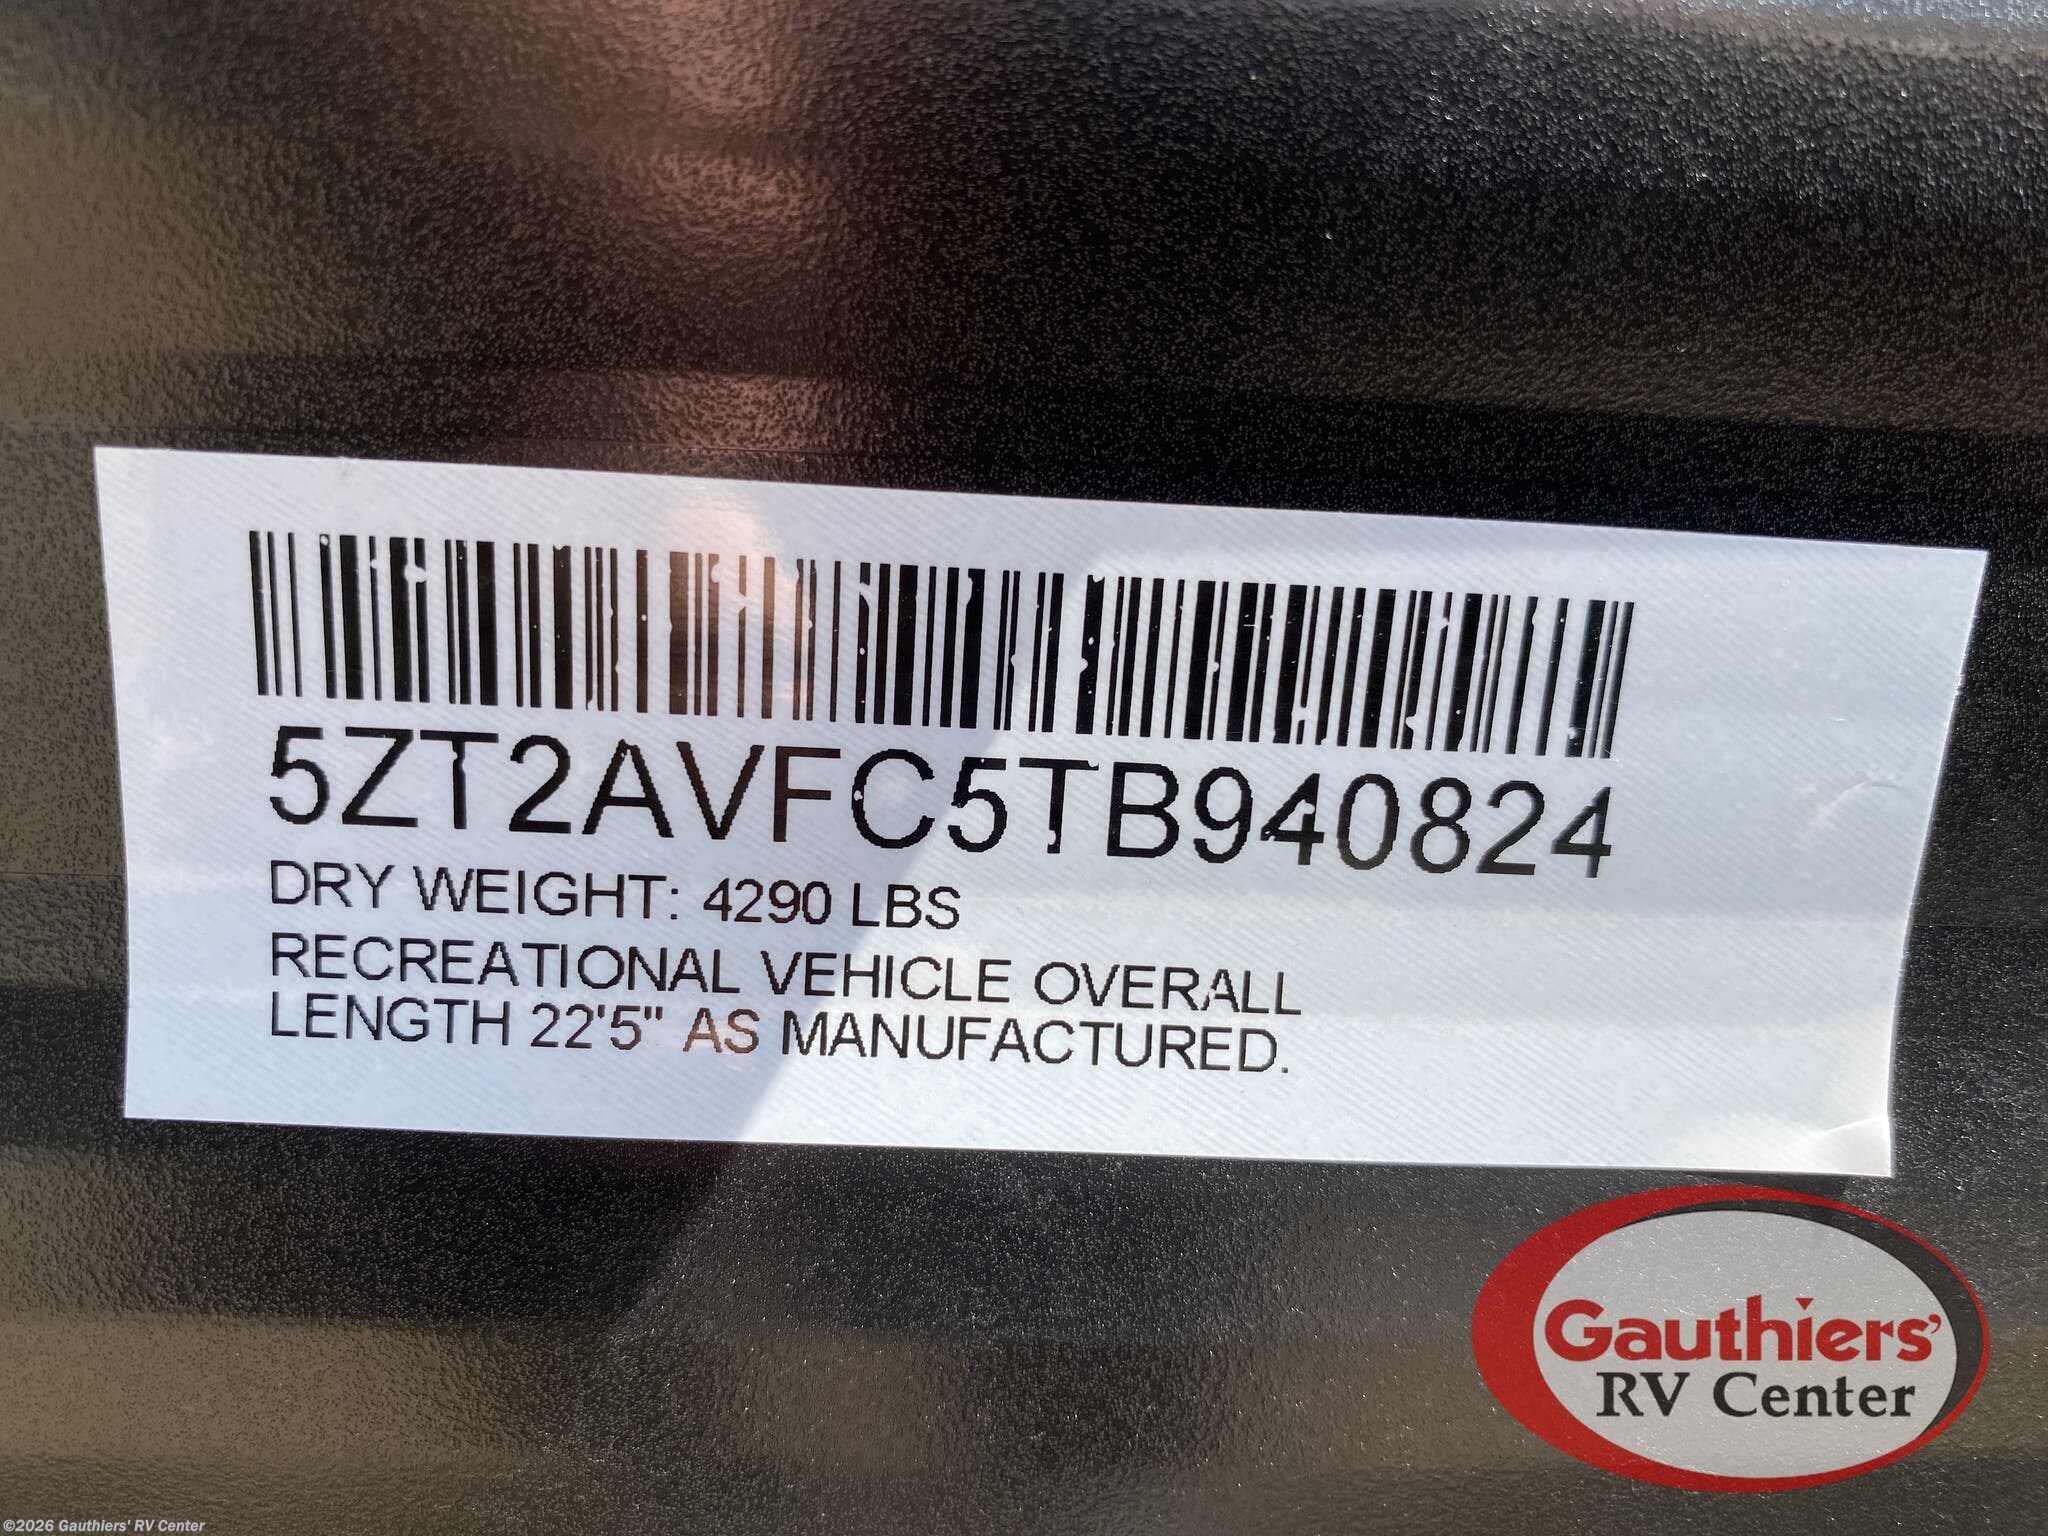 5ZT2AVFC5TB940824
DRY WEIGHT: 4290 LBS
RECREATIONAL VEHICLE OVERALL
LENGTH 22'5" AS MANUFACTURED.
Gauthiers'
RV Center
©2026 Gauthiers' RV Center